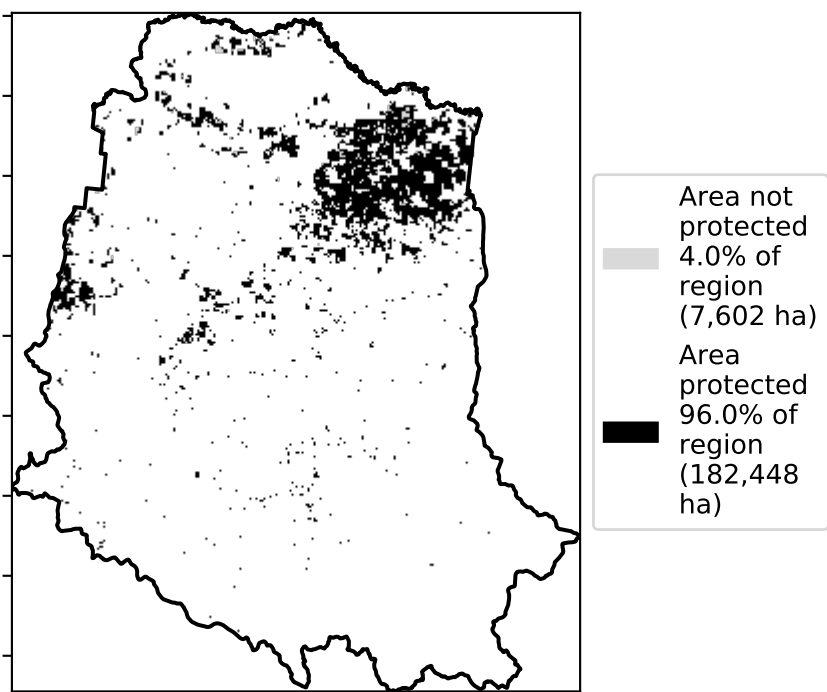 Area not
protected
4.0% of
region
(7,602 ha)
Area
protected
96.0% of
region
(182,448
ha)